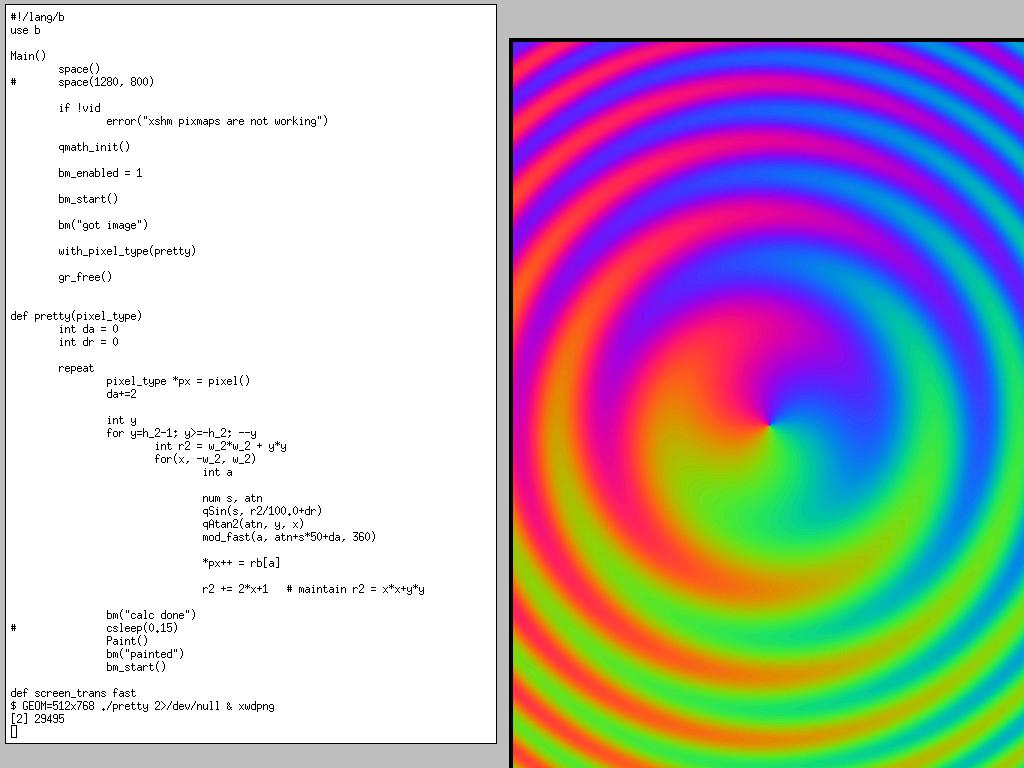 #!/lang/b
use b
Main()
space()
# space(1280, 800)
if !vid
error("xshm pixmaps are not working")
qmath_init()
bm_enabled = 1
bm_start()
bm("got image")
with_pixel_type(pretty)
gr_free()
def pretty(pixel_type)
int da = 0
int dr = 0
repeat
pixel_type *px = pixel()
da+=2
int y
for y=h_2-1; y>=-h_2; --y
int r2 = w_2*w_2 + y*y
for(x, -w_2, w_2)
int a
num s, atn
qSin(s, r2/100.0+dr)
qAtan2(atn, y, x)
mod_fast(a, atn+s*50+da, 360)
*px++ = rb[a]
r2 += 2*x+1 # maintain r2 = x*x+y*y
bm("calc done")
# csleep(0.15)
Paint()
bm("painted")
bm_start()
def screen_trans fast
$ GEOM=512x768 ./pretty 2>/dev/null & xwdpng
[2] 29495